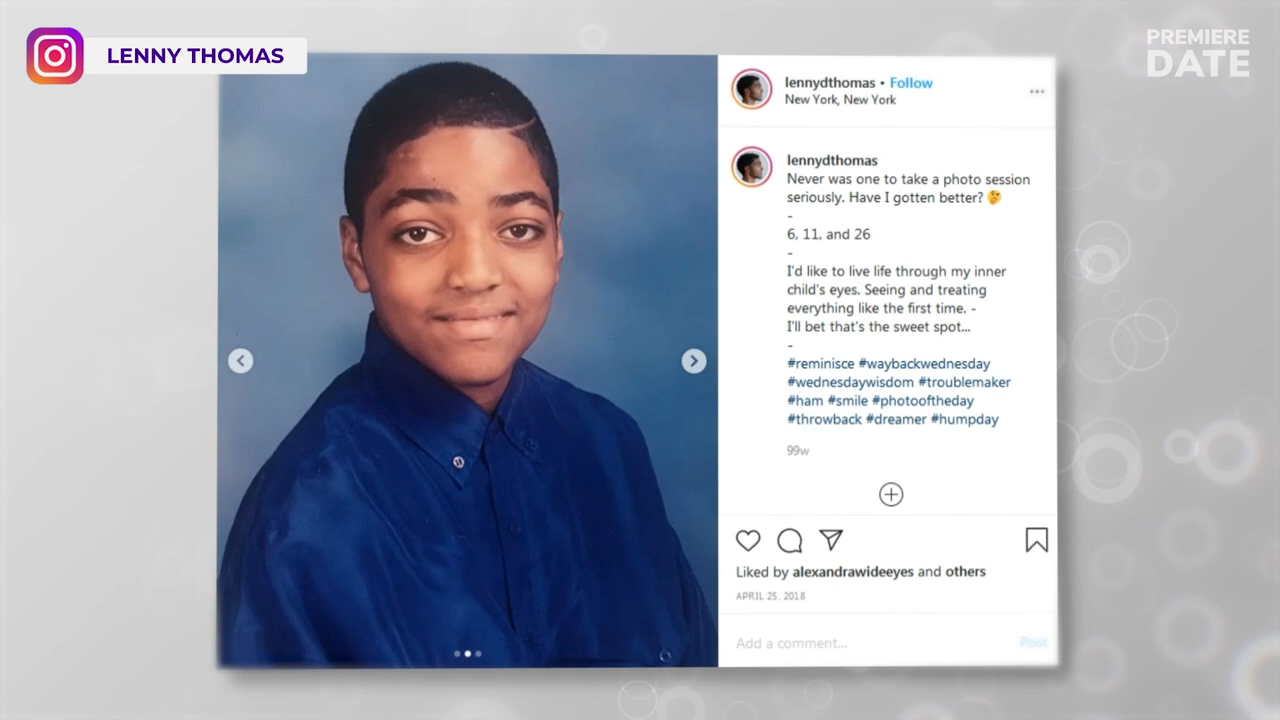 LENNY THOMAS
PREMIERE
DATE
lennydthomas • Follow
New York, New York
lennydthomas
Never was one to take a photo session
seriously. Have I gotten better? 🤔
-
6, 11, and 26
-
I'd like to live life through my inner
child's eyes. Seeing and treating
everything like the first time. -
I'll bet that's the sweet spot...
-
#reminisce #waybackwednesday
#wednesdaywisdom #troublemaker
#ham #smile #photooftheday
#throwback #dreamer #humpday
99w
Liked by alexandrawideeyes and others
APRIL 25, 2018
Add a comment... Post